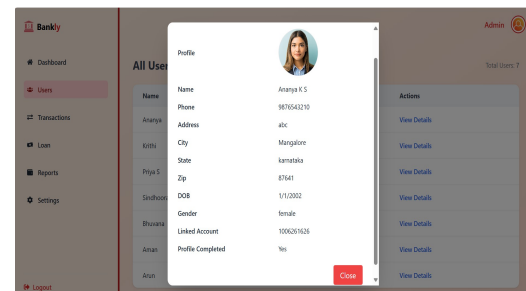 Bankly
Admin
Dashboard
Users
Transactions
Loan
Reports
Settings
Logout
All User
Total Users: 7
Name
Actions
Ananya
View Details
Krithi
View Details
Priya S
View Details
Sindhoora
View Details
Bhuvana
View Details
Aman
View Details
Arun
View Details
Profile
Name Ananya K S
Phone 9876543210
Address abc
City Mangalore
State karnataka
Zip 87641
DOB 1/1/2002
Gender female
Linked Account 1006261626
Profile Completed Yes
Close